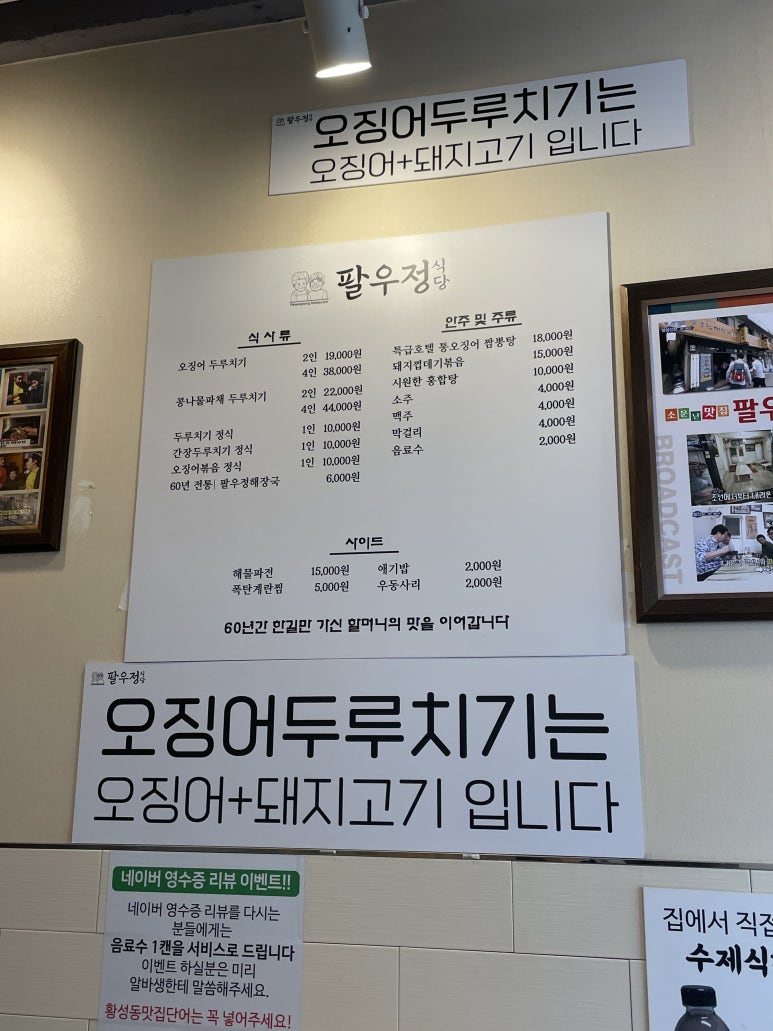 팔우정식당
오징어두루치기는
오징어+돼지고기 입니다
팔우정식당
식사류
오징어 두루치기 2인 19,000원
4인 38,000원
콩나물파채 두루치기 2인 22,000원
4인 44,000원
두루치기 정식 1인 10,000원
간장두루치기 정식 1인 10,000원
오징어볶음 정식 1인 10,000원
60년 전통| 팔우정해장국 6,000원
안주 및 주류
특급호텔 통오징어 짬뽕탕 18,000원
돼지껍데기볶음 15,000원
시원한 홍합탕 10,000원
소주 4,000원
맥주 4,000원
막걸리 4,000원
음료수 2,000원
사이드
해물파전 15,000원 애기밥 2,000원
폭탄계란찜 5,000원 우동사리 2,000원
60년간 한길만 가신 할머니의 맛을 이어갑니다
소문난맛집 팔우
BROADCAST
팔우정식당
오징어두루치기는
오징어+돼지고기 입니다
네이버 영수증 리뷰 이벤트!!
네이버 영수증 리뷰를 다시는
분들에게는
음료수 1캔을 서비스로 드립니다
이벤트 하실분은 미리
알바생한테 말씀해주세요.
황성동맛집단어는 꼭 넣어주세요!
집에서 직접
수제식